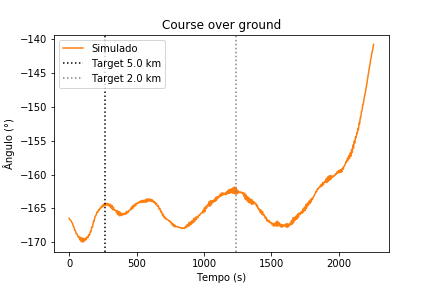 Course over ground
Simulado
Target 5.0 km
Target 2.0 km
−140
−145
−150
−155
−160
−165
−170
Ângulo (°)
0
500
1000
1500
2000
Tempo (s)